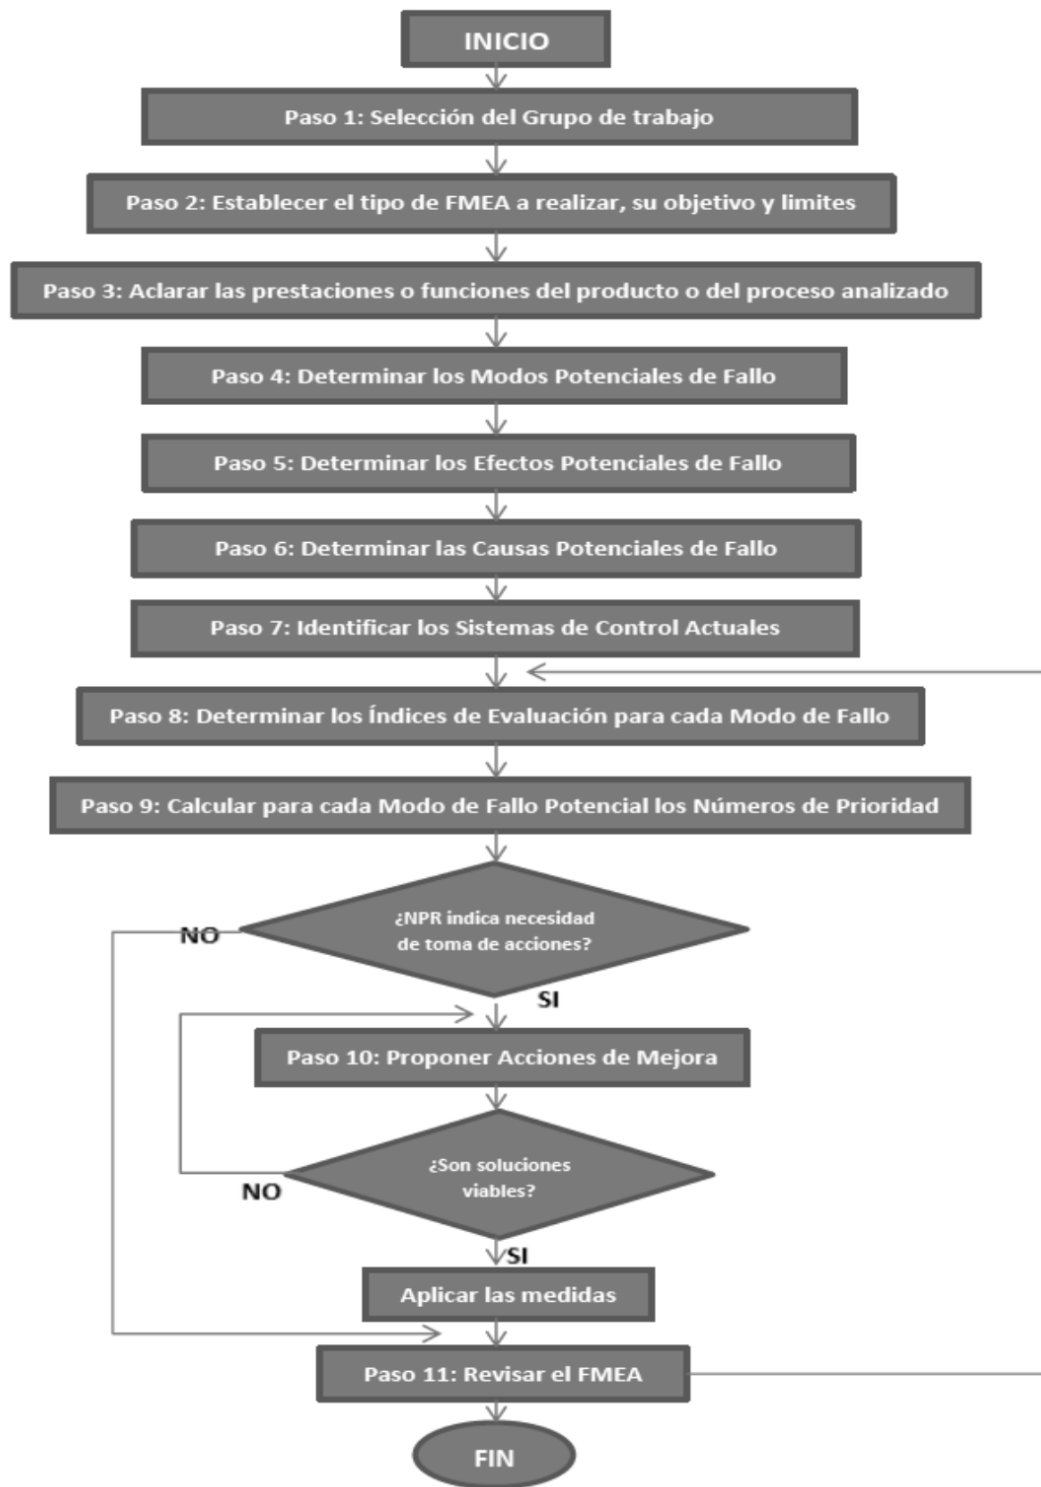 INICIO
Paso 1: Selección del Grupo de trabajo
Paso 2: Establecer el tipo de FMEA a realizar, su objetivo y limites
Paso 3: Aclarar las prestaciones o funciones del producto o del proceso analizado
Paso 4: Determinar los Modos Potenciales de Fallo
Paso 5: Determinar los Efectos Potenciales de Fallo
Paso 6: Determinar las Causas Potenciales de Fallo
Paso 7: Identificar los Sistemas de Control Actuales
Paso 8: Determinar los Índices de Evaluación para cada Modo de Fallo
Paso 9: Calcular para cada Modo de Fallo Potencial los Números de Prioridad
¿NPR indica necesidad
de toma de acciones?
NO
SI
Paso 10: Proponer Acciones de Mejora
¿Son soluciones
viables?
NO
SI
Aplicar las medidas
Paso 11: Revisar el FMEA
FIN